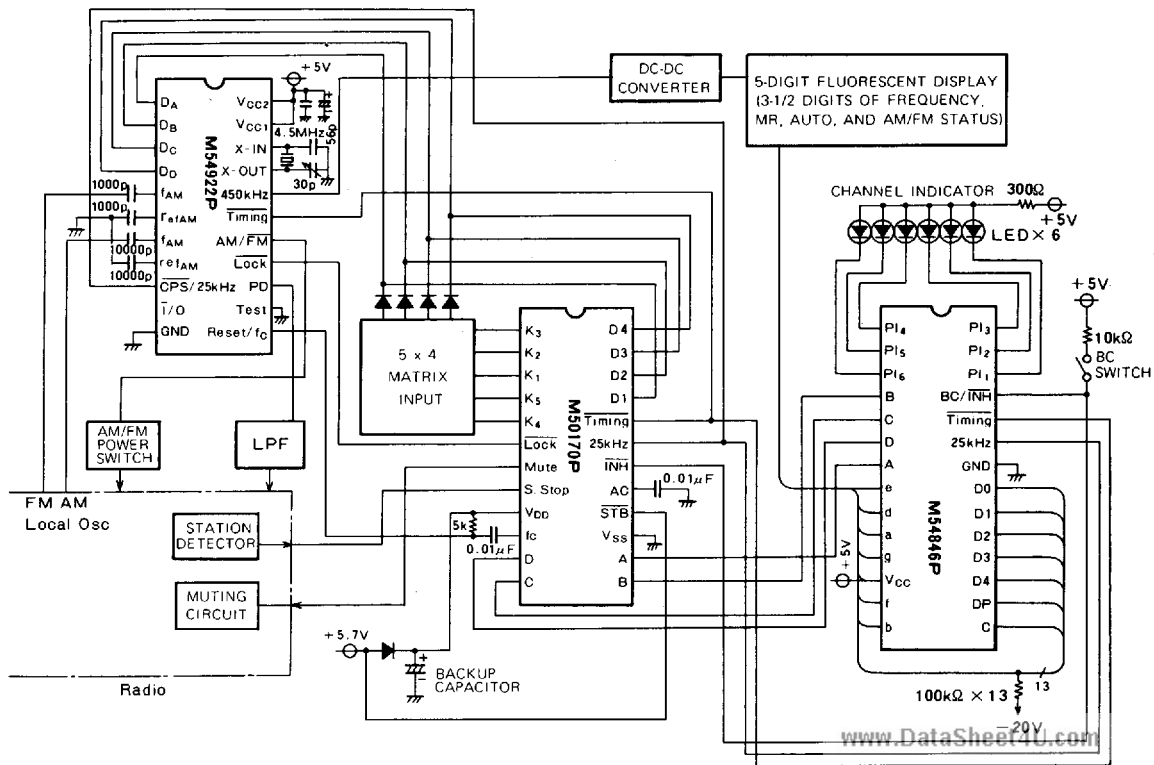 +5V
DC-DC
CONVERTER
5-DIGIT FLUORESCENT DISPLAY
(3-1/2 DIGITS OF FREQUENCY,
MR, AUTO, AND AM/FM STATUS)
M54922P
DA
DB
DC
DD
fAM
refAM
fAM
refAM
CPS/25kHz
I/O
GND
VCC2
VCC1
X-IN
X-OUT
450kHz
Timing
AM/FM
Lock
PD
Test
Reset/fC
4.5MHz
56p
30p
1000p
1000p
10000p
10000p
CHANNEL INDICATOR
300Ω
+5V
LED×6
+5V
10kΩ
BC
SWITCH
5 x 4
MATRIX
INPUT
M50170P
K3
K2
K1
K5
K4
Lock
Mute
S. Stop
VDD
fc
D
C
D4
D3
D2
D1
Timing
25kHz
INH
AC
STB
VSS
A
B
0.01μF
5k
0.01μF
M54846P
PI4
PI5
PI6
B
C
D
A
e
d
a
g
VCC
f
b
PI3
PI2
PI1
BC/INH
Timing
25kHz
GND
D0
D1
D2
D3
D4
DP
C
+5V
13
100kΩ×13
−20V
AM/FM
POWER
SWITCH
LPF
FM AM
Local Osc
STATION
DETECTOR
MUTING
CIRCUIT
Radio
+5.7V
+
BACKUP
CAPACITOR
www.DataSheet4U.com